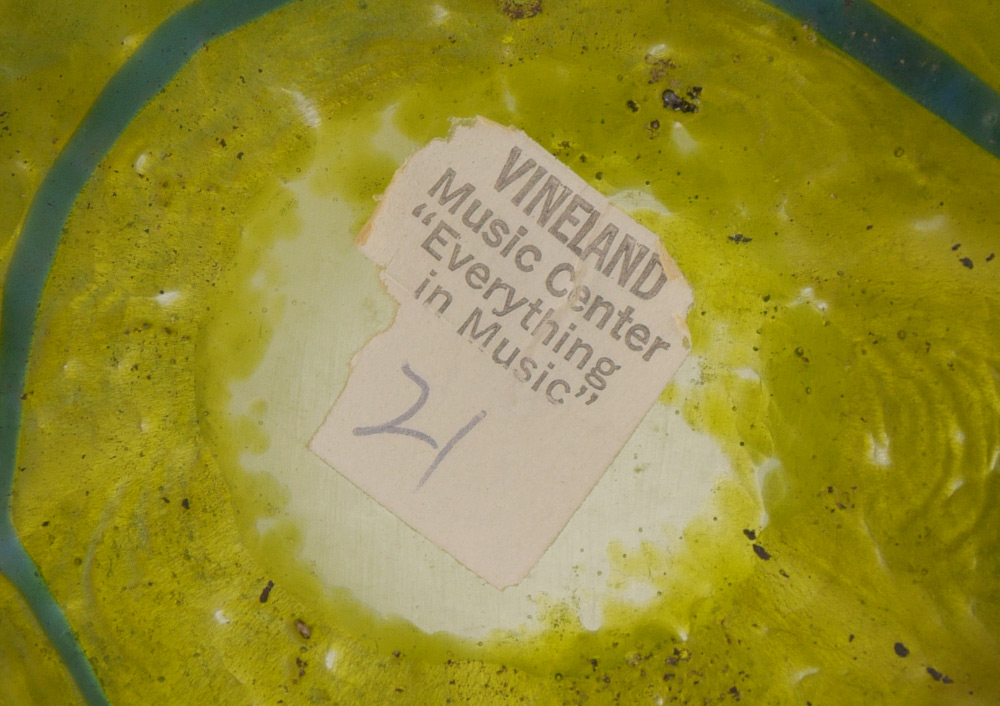 VINELAND
Music Center
“Everything
in Music”
21